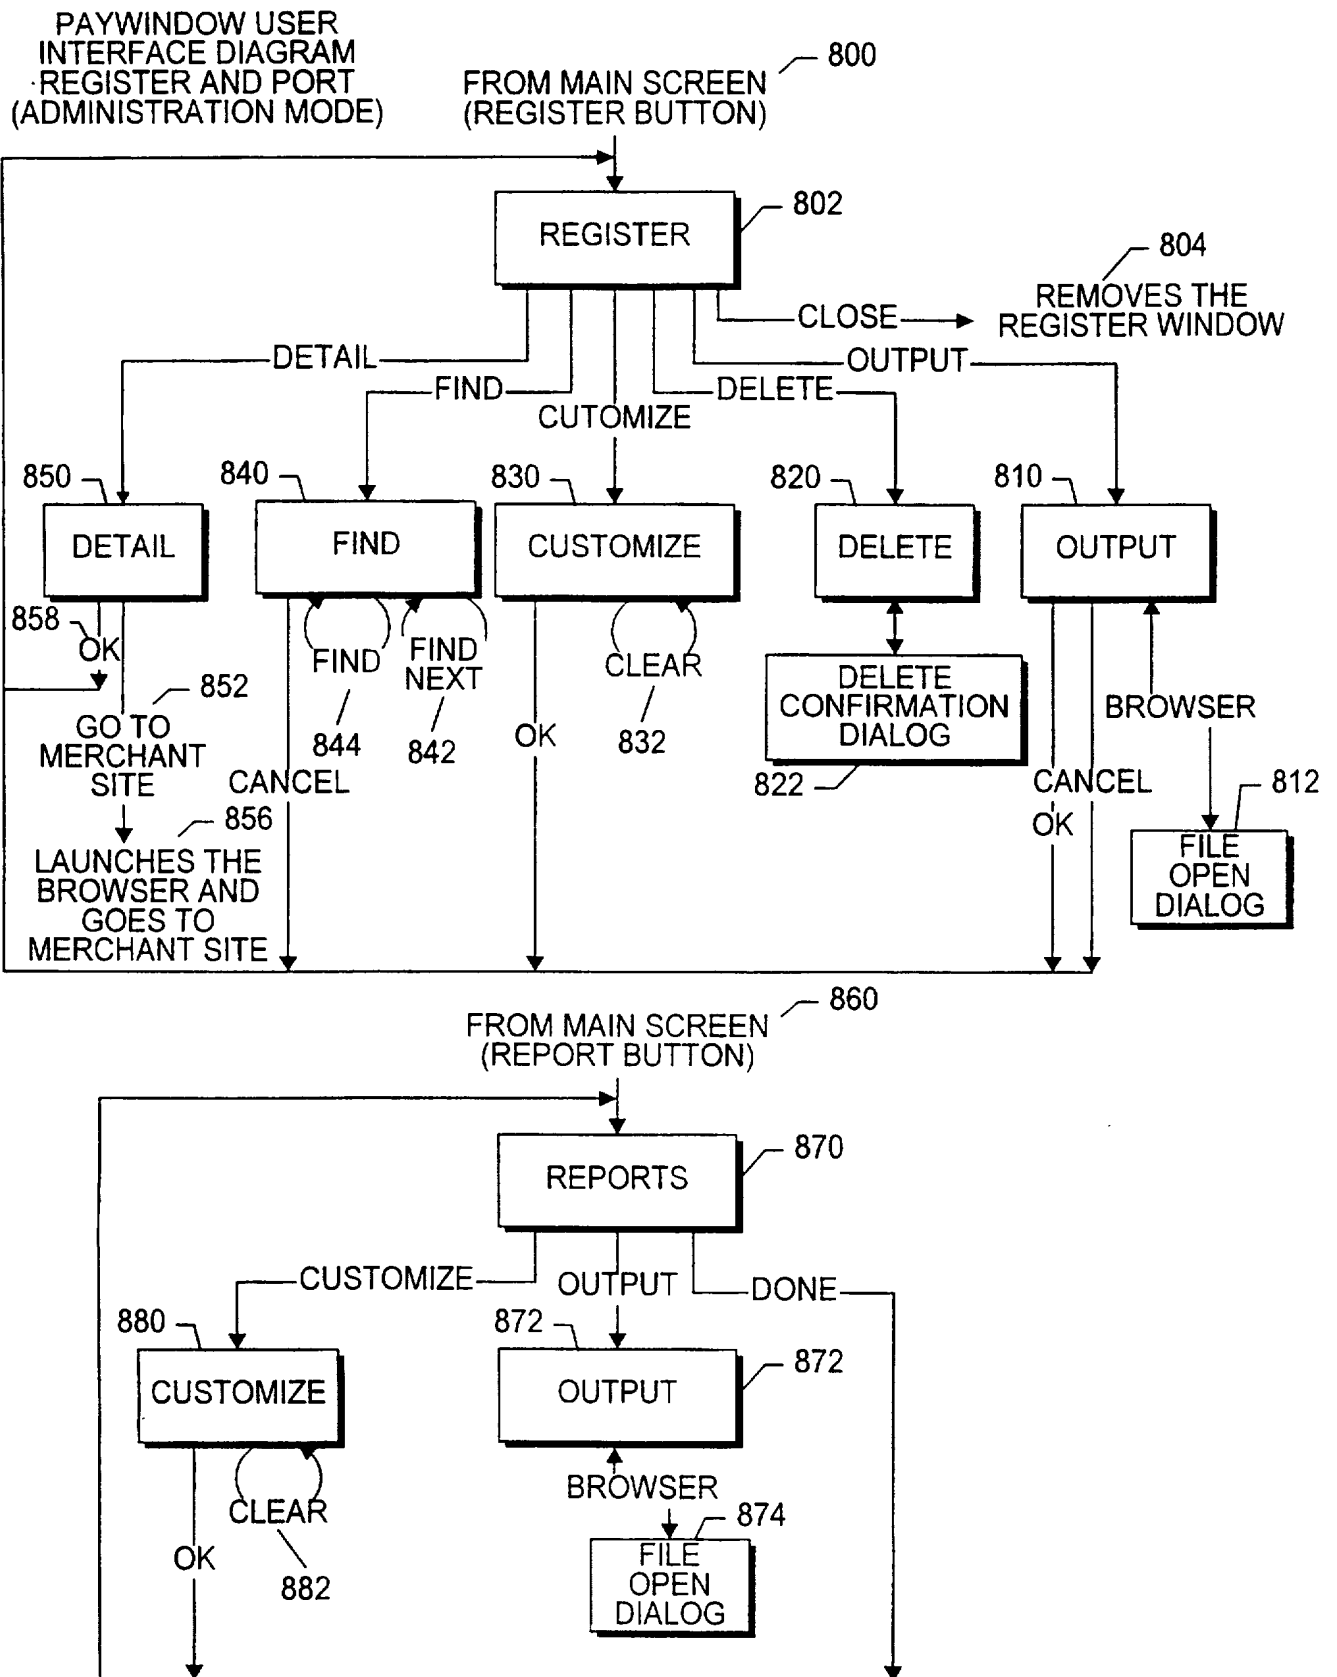 PAYWINDOW USER
INTERFACE DIAGRAM
REGISTER AND PORT
(ADMINISTRATION MODE)
800
FROM MAIN SCREEN
(REGISTER BUTTON)
802
REGISTER
804
REMOVES THE
REGISTER WINDOW
CLOSE
DETAIL
OUTPUT
FIND
DELETE
CUTOMIZE
850
840
830
820
810
DETAIL
FIND
CUSTOMIZE
DELETE
OUTPUT
858
OK
FIND
FIND
NEXT
CLEAR
DELETE
CONFIRMATION
DIALOG
BROWSER
852
GO TO
MERCHANT
SITE
844
842
OK
832
822
CANCEL
CANCEL
812
OK
856
LAUNCHES THE
BROWSER AND
GOES TO
MERCHANT SITE
FILE
OPEN
DIALOG
860
FROM MAIN SCREEN
(REPORT BUTTON)
870
REPORTS
CUSTOMIZE
OUTPUT
DONE
880
872
872
CUSTOMIZE
OUTPUT
BROWSER
CLEAR
874
OK
882
FILE
OPEN
DIALOG